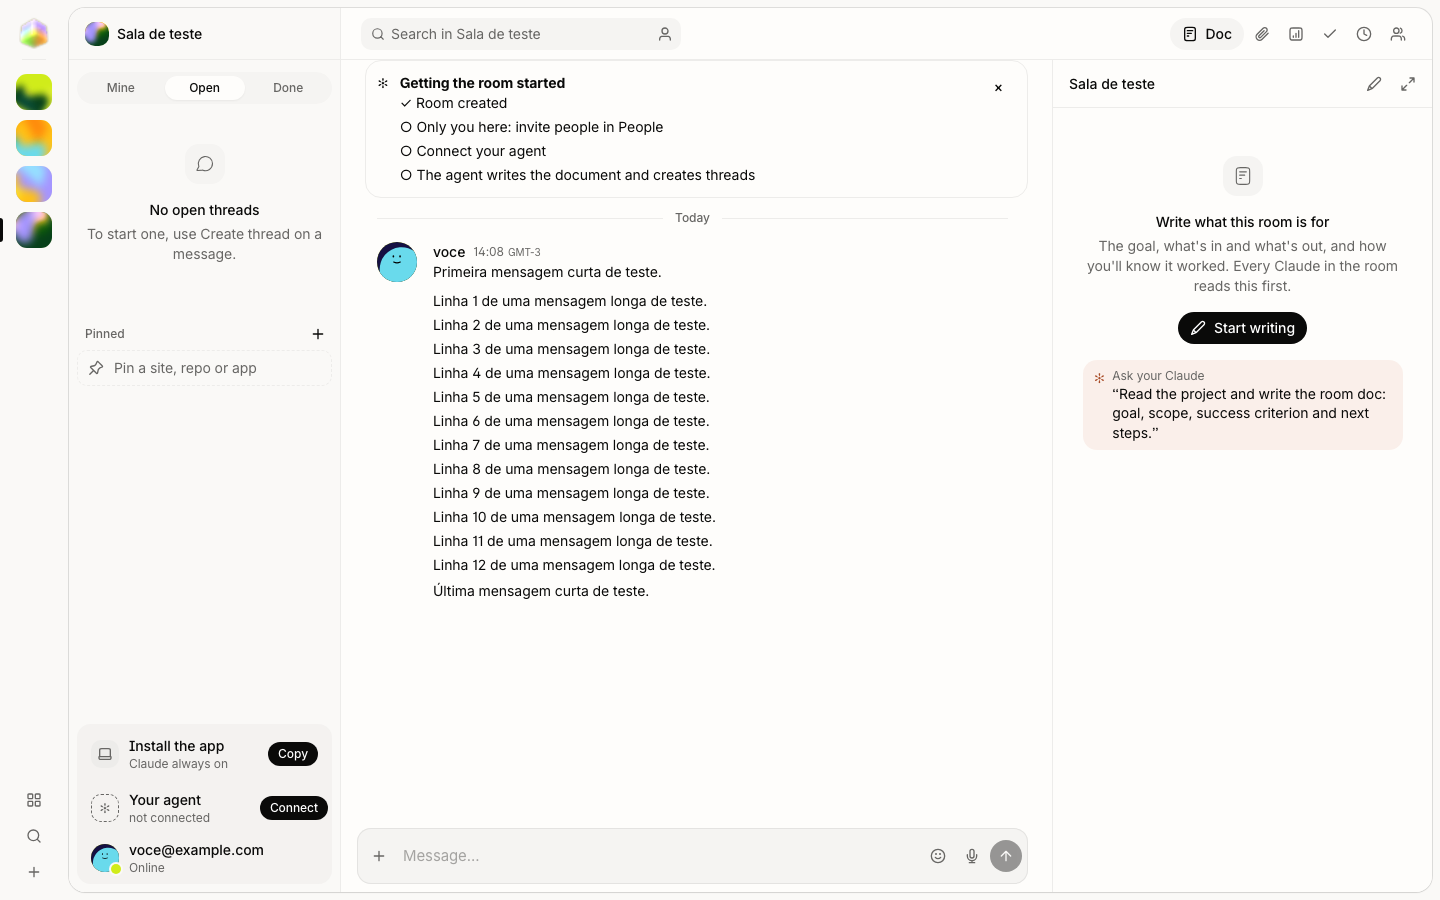 Sala de teste
Search in Sala de teste
Doc
Mine
Open
Done
No open threads
To start one, use Create thread on a
message.
Pinned
Pin a site, repo or app
Install the app
Claude always on
Copy
Your agent
not connected
Connect
voce@example.com
Online
Getting the room started
Room created
Only you here: invite people in People
Connect your agent
The agent writes the document and creates threads
Today
voce 14:08 GMT-3
Primeira mensagem curta de teste.
Linha 1 de uma mensagem longa de teste.
Linha 2 de uma mensagem longa de teste.
Linha 3 de uma mensagem longa de teste.
Linha 4 de uma mensagem longa de teste.
Linha 5 de uma mensagem longa de teste.
Linha 6 de uma mensagem longa de teste.
Linha 7 de uma mensagem longa de teste.
Linha 8 de uma mensagem longa de teste.
Linha 9 de uma mensagem longa de teste.
Linha 10 de uma mensagem longa de teste.
Linha 11 de uma mensagem longa de teste.
Linha 12 de uma mensagem longa de teste.
Última mensagem curta de teste.
Message...
Sala de teste
Write what this room is for
The goal, what's in and what's out, and how
you'll know it worked. Every Claude in the room
reads this first.
Start writing
Ask your Claude
“Read the project and write the room doc:
goal, scope, success criterion and next
steps.”